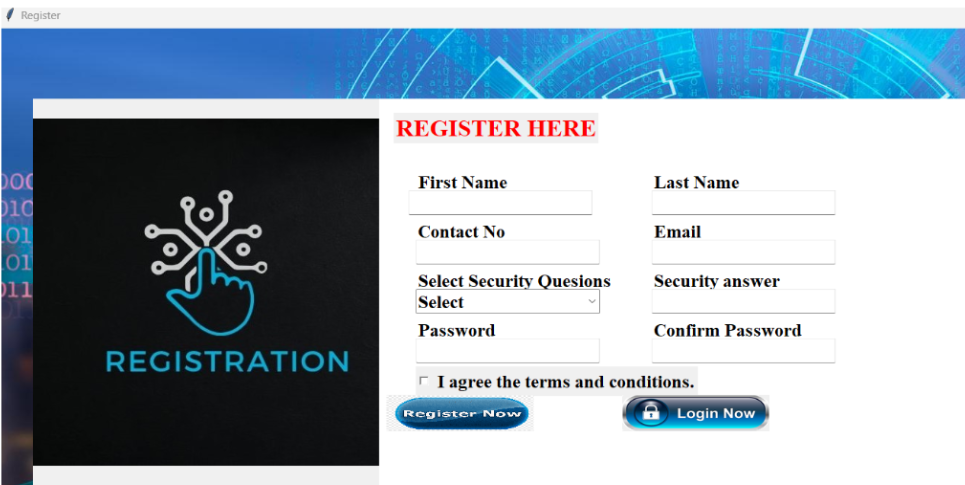 Register
REGISTER HERE
First Name
Last Name
Contact No
Email
Select Security Quesions
Security answer
Select
Password
Confirm Password
I agree the terms and conditions.
Register Now
Login Now
REGISTRATION